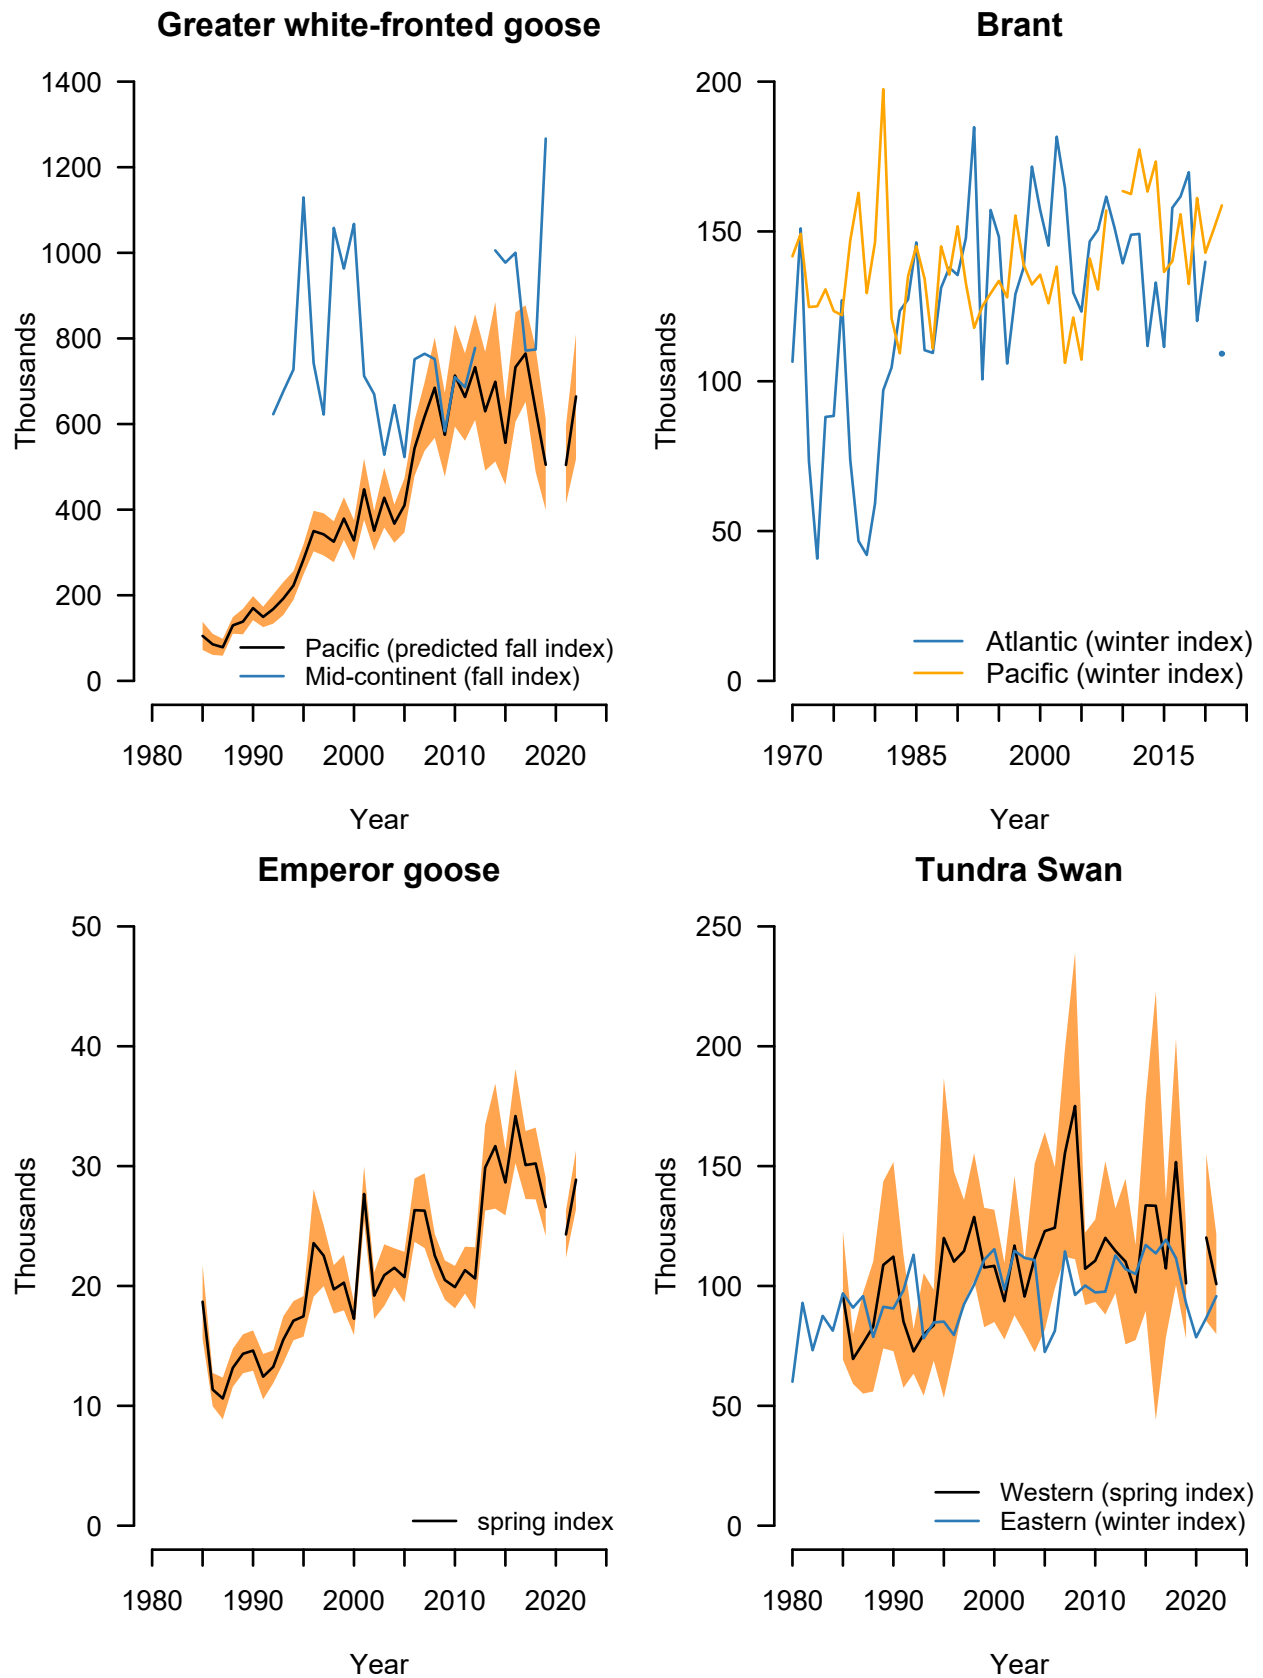 Greater white-fronted goose
1400
1200
1000
800
600
400
200
0
Thousands
Pacific (predicted fall index)
Mid-continent (fall index)
1980 1990 2000 2010 2020
Year
Brant
200
150
100
50
0
Thousands
Atlantic (winter index)
Pacific (winter index)
1970 1985 2000 2015
Year
Emperor goose
50
40
30
20
10
0
Thousands
spring index
1980 1990 2000 2010 2020
Year
Tundra Swan
250
200
150
100
50
0
Thousands
Western (spring index)
Eastern (winter index)
1980 1990 2000 2010 2020
Year